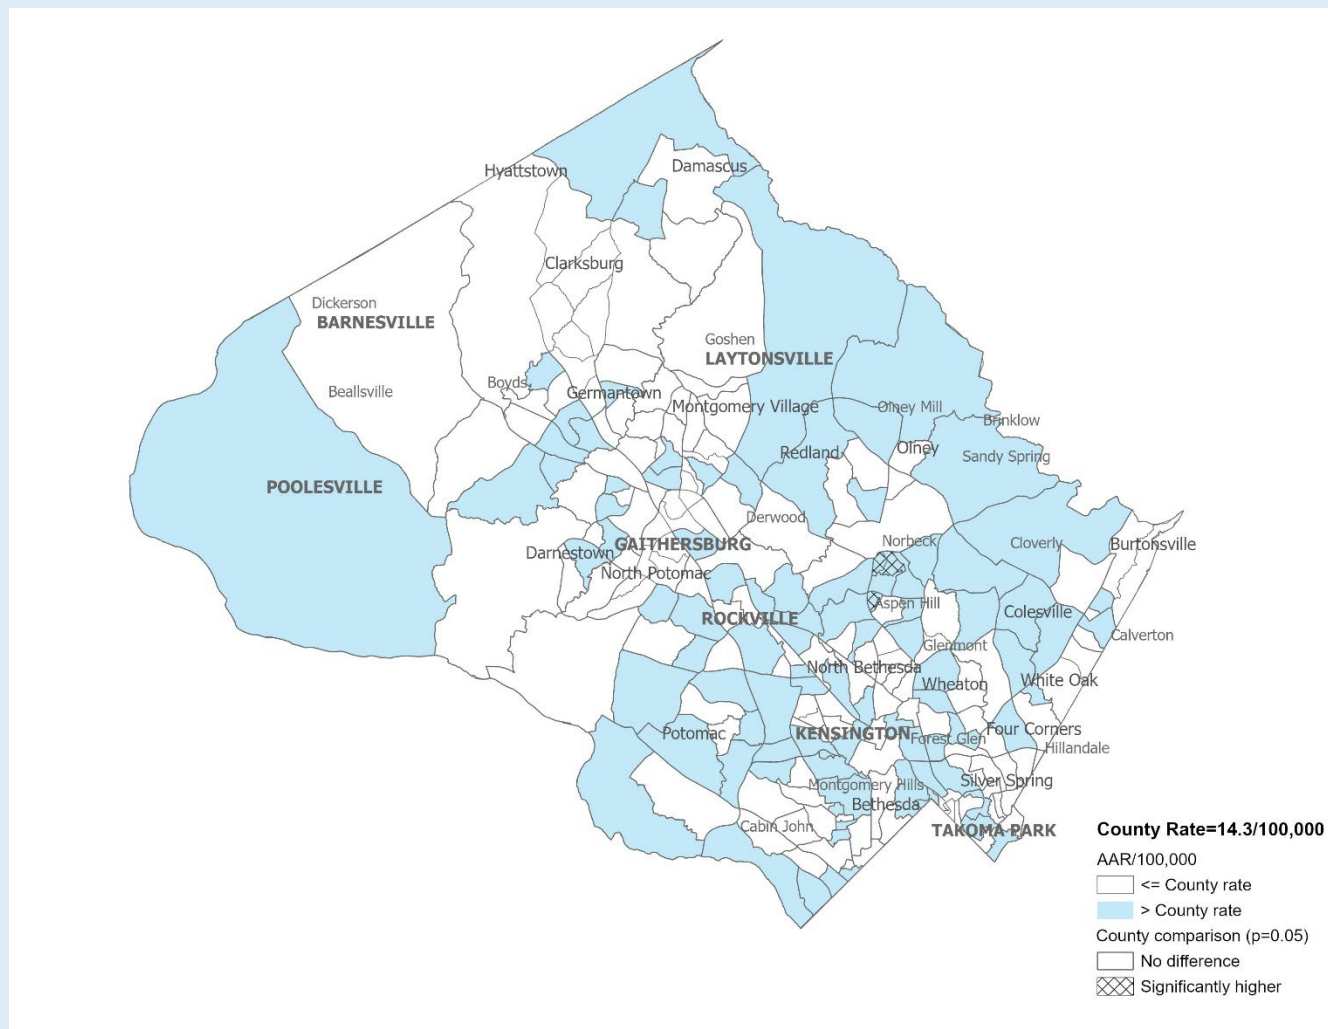 Damascus
Hyattstown
Clarksburg
Dickerson
BARNESVILLE
Goshen
LAYTONSVILLE
Beallsville
Boyds
Germantown
Montgomery Village
Olney Mill
Brinklow
Olney
Redland
Sandy Spring
POOLESVILLE
Derwood
Norbeck
Cloverly
Burtonsville
GAITHERSBURG
Darnestown
North Potomac
Aspen Hill
Colesville
ROCKVILLE
Calverton
Glenmont
North Bethesda
Wheaton
White Oak
Potomac
KENSINGTON
Forest Glen
Four Corners
Hillandale
Montgomery Hills
Silver Spring
Bethesda
Cabin John
TAKOMA PARK
County Rate=14.3/100,000
AAR/100,000
<= County rate
> County rate
County comparison (p=0.05)
No difference
Significantly higher